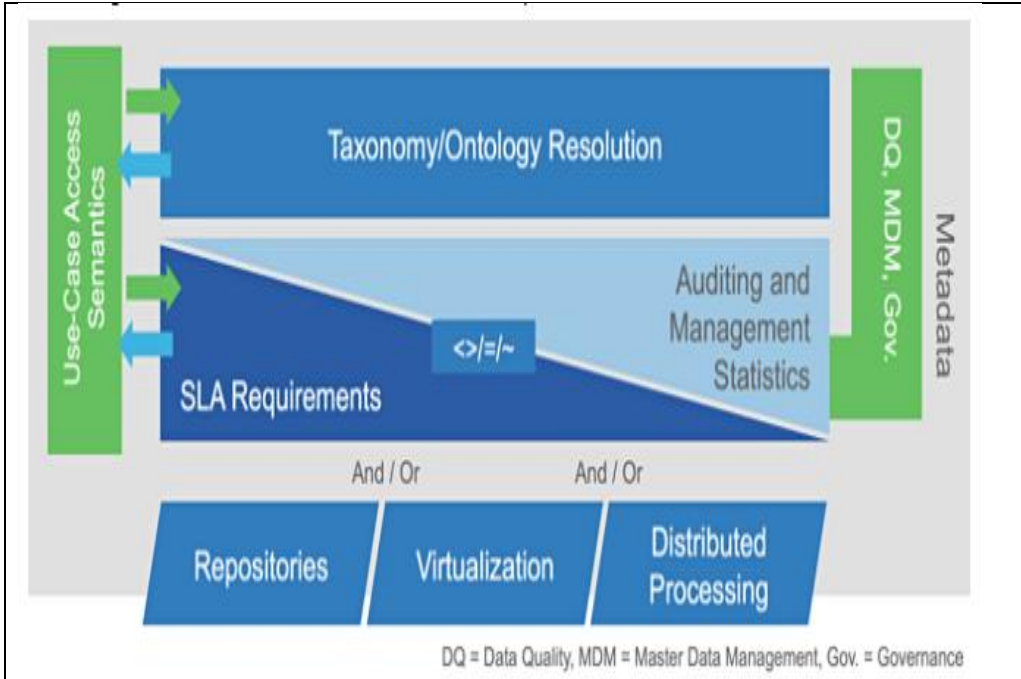 Use-Case Access
Semantics
Taxonomy/Ontology Resolution
DQ, MDM, Gov.
Metadata
Auditing and
Management
Statistics
<>/=/~
SLA Requirements
And / Or
And / Or
Repositories
Virtualization
Distributed
Processing
DQ = Data Quality, MDM = Master Data Management, Gov. = Governance